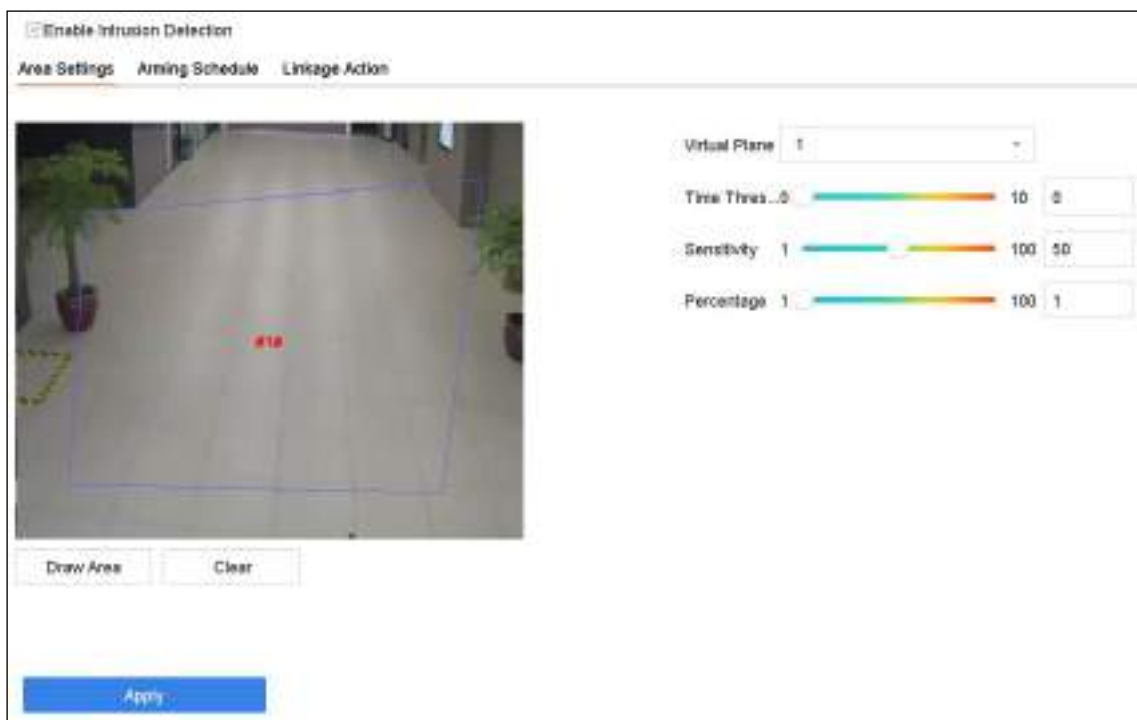 Enable Intrusion Detection
Area Settings Arming Schedule Linkage Action
Virtual Plane 1
Time Thres... 0 10 0
Sensitivity 1 100 50
Percentage 1 100 1
#1#
Draw Area Clear
Apply